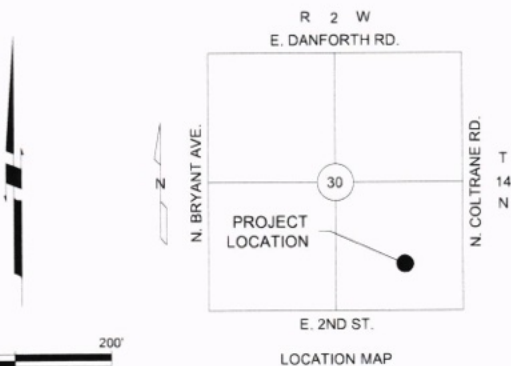 R 2 W
E. DANFORTH RD.
N. BRYANT AVE.
N
30
N. COLTRANE RD.
T
14
N
PROJECT
LOCATION
E. 2ND ST.
200'
LOCATION MAP